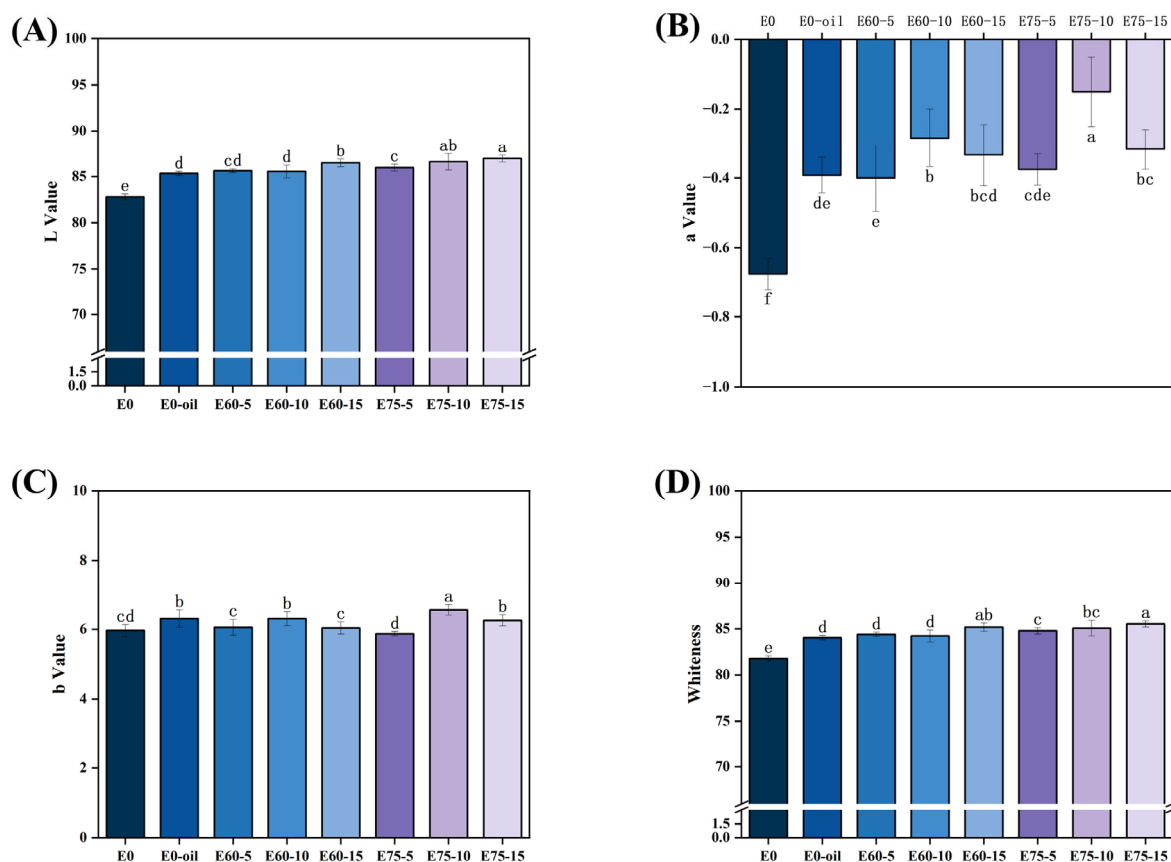 (A)
100
95
90
85
80
75
70
1.5
0.0
L Value
e
d
cd
d
b
c
ab
a
E0
E0-oil
E60-5
E60-10
E60-15
E75-5
E75-10
E75-15
(B)
E0
E0-oil
E60-5
E60-10
E60-15
E75-5
E75-10
E75-15
0.0
−0.2
−0.4
−0.6
−0.8
−1.0
a Value
f
de
e
b
bcd
cde
a
bc
(C)
10
8
6
4
2
0
b Value
cd
b
c
b
c
d
a
b
E0
E0-oil
E60-5
E60-10
E60-15
E75-5
E75-10
E75-15
(D)
100
95
90
85
80
75
70
1.5
0.0
Whiteness
e
d
d
d
ab
c
bc
a
E0
E0-oil
E60-5
E60-10
E60-15
E75-5
E75-10
E75-15